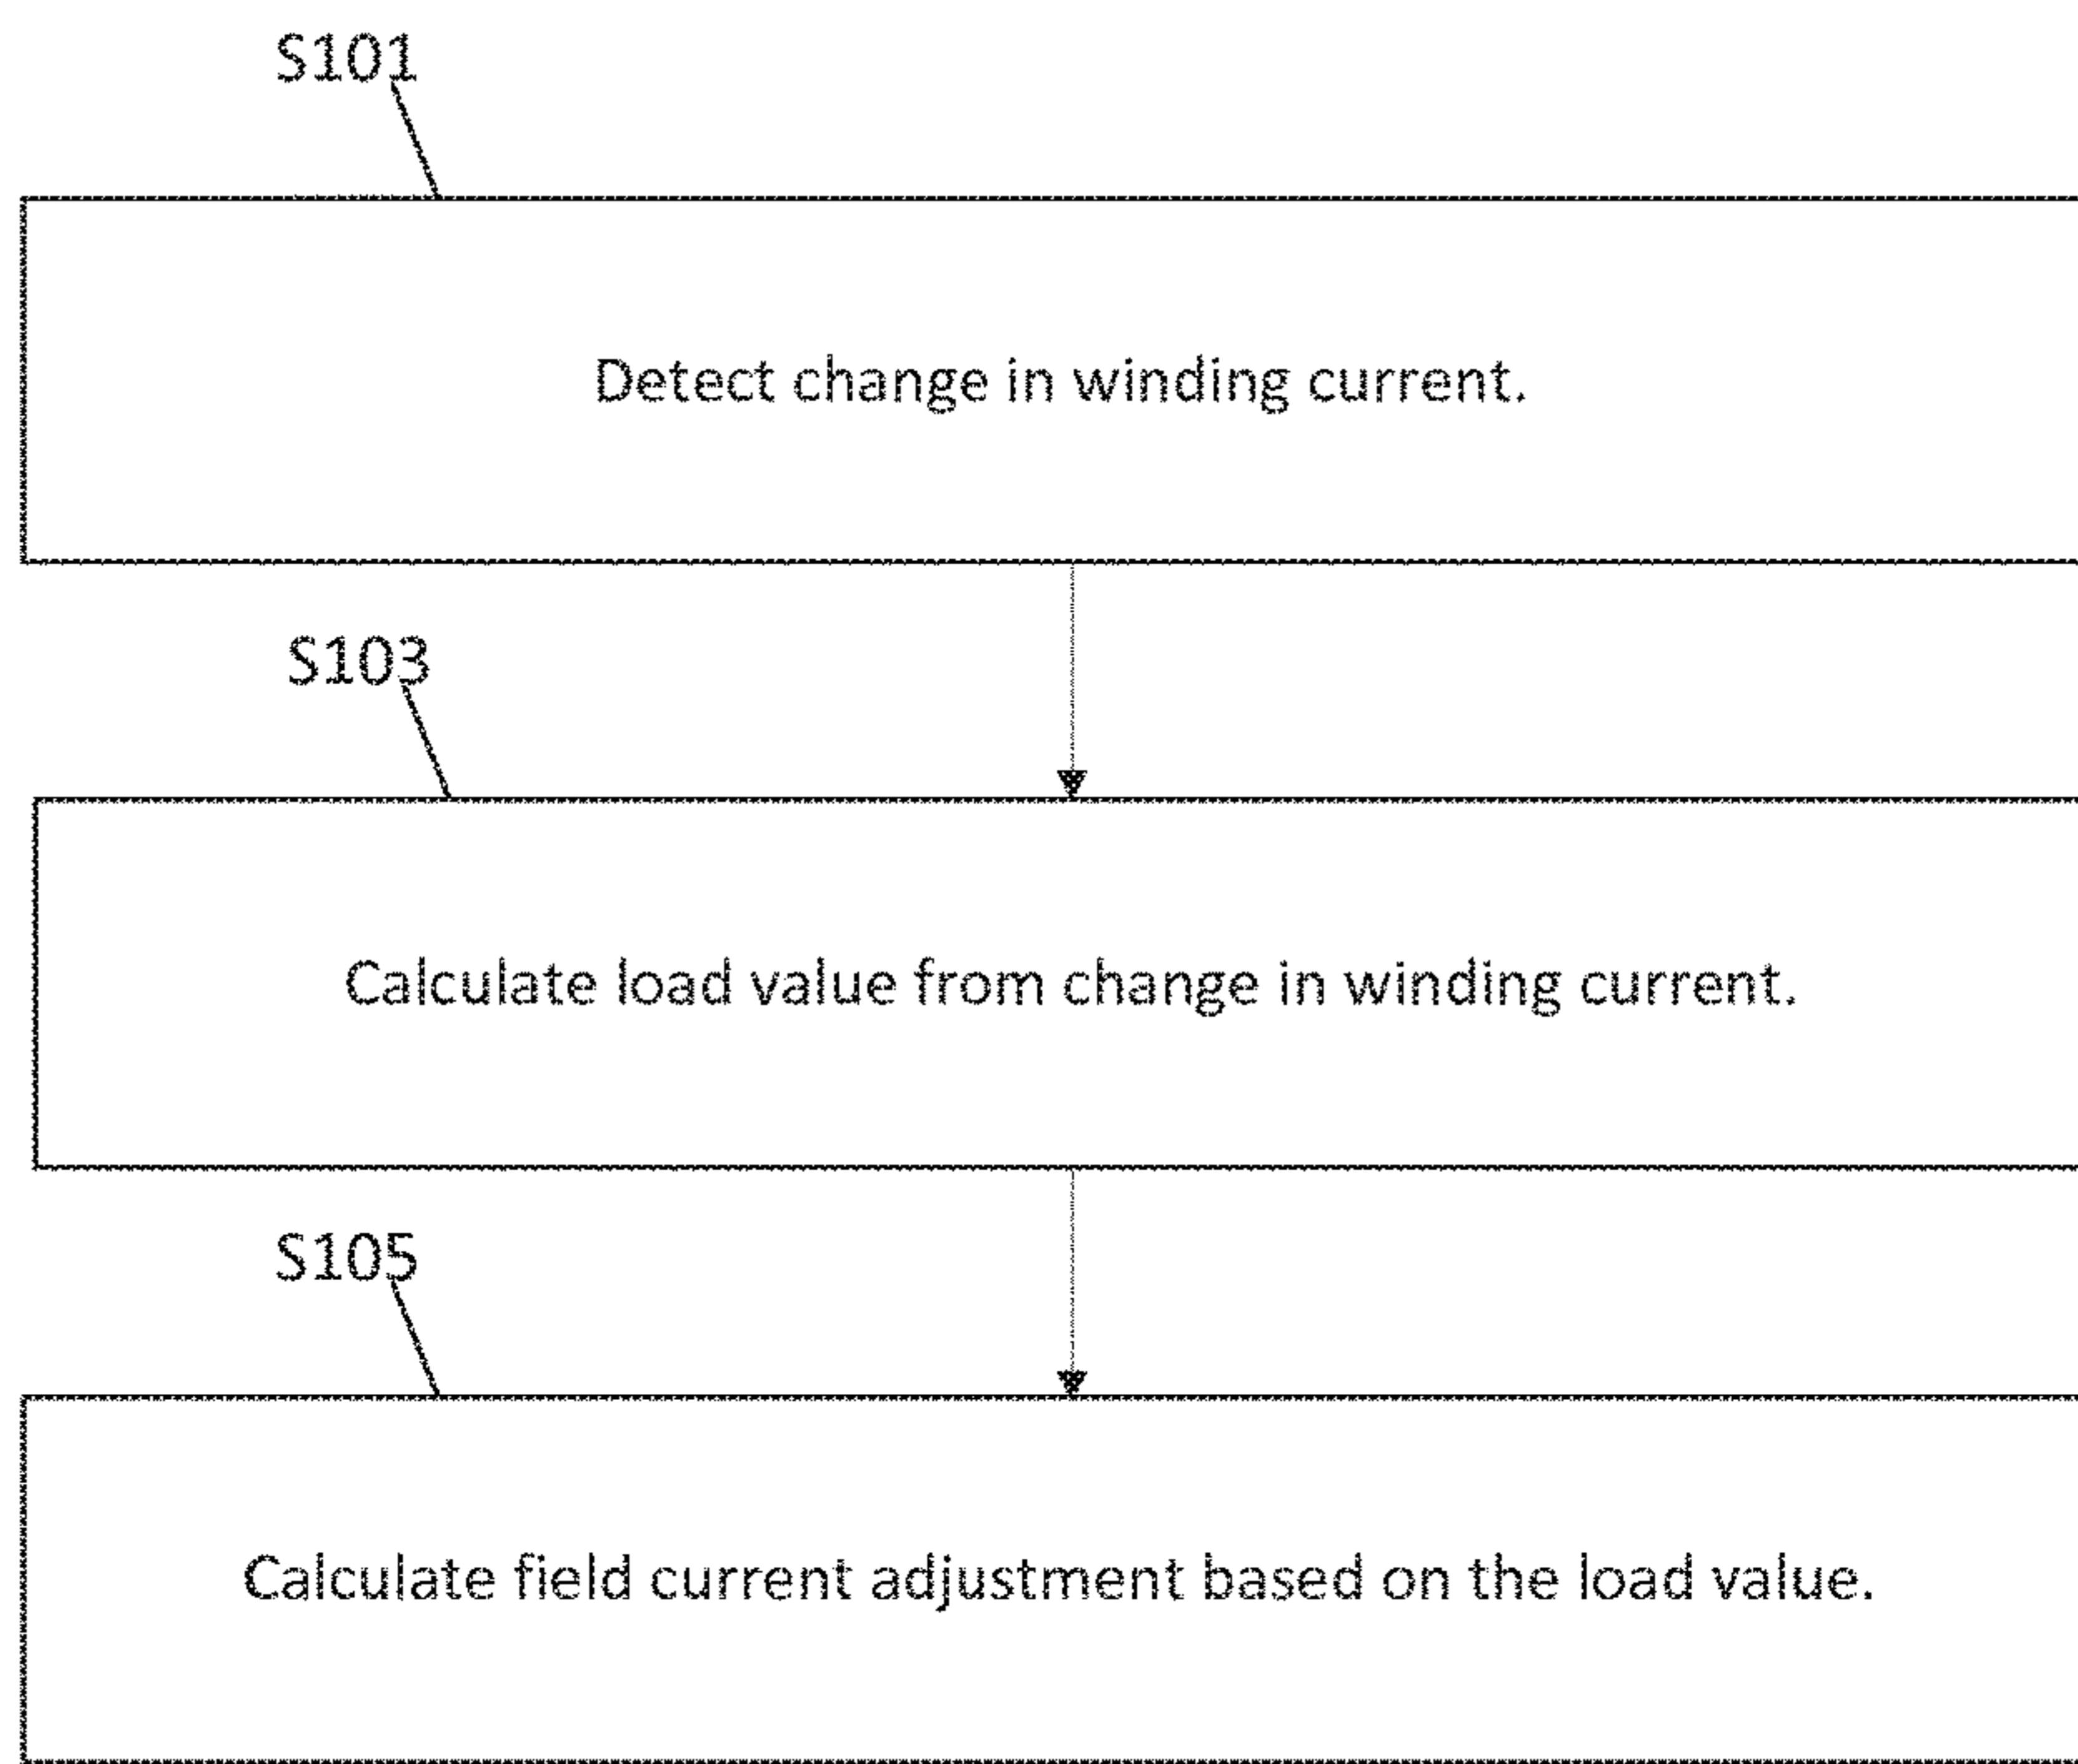 S101
Detect change in winding current.
S103
Calculate load value from change in winding current.
S105
Calculate field current adjustment based on the load value.